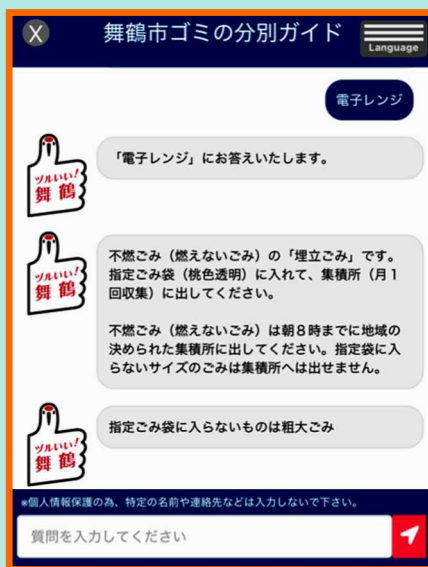 X
舞鶴市ゴミの分別ガイド
Language
電子レンジ
ツルいい!
舞鶴
「電子レンジ」にお答えいたします。
ツルいい!
舞鶴
不燃ごみ（燃えないごみ）の「埋立ごみ」です。
指定ごみ袋（桃色透明）に入れて、集積所（月1
回収集）に出してください。
不燃ごみ（燃えないごみ）は朝8時までに地域の
決められた集積所に出してください。指定袋に入
らないサイズのごみは集積所へは出せません。
ツルいい!
舞鶴
指定ごみ袋に入らないものは粗大ごみ
※個人情報保護の為、特定の名前や連絡先などは入力しないで下さい。
質問を入力してください